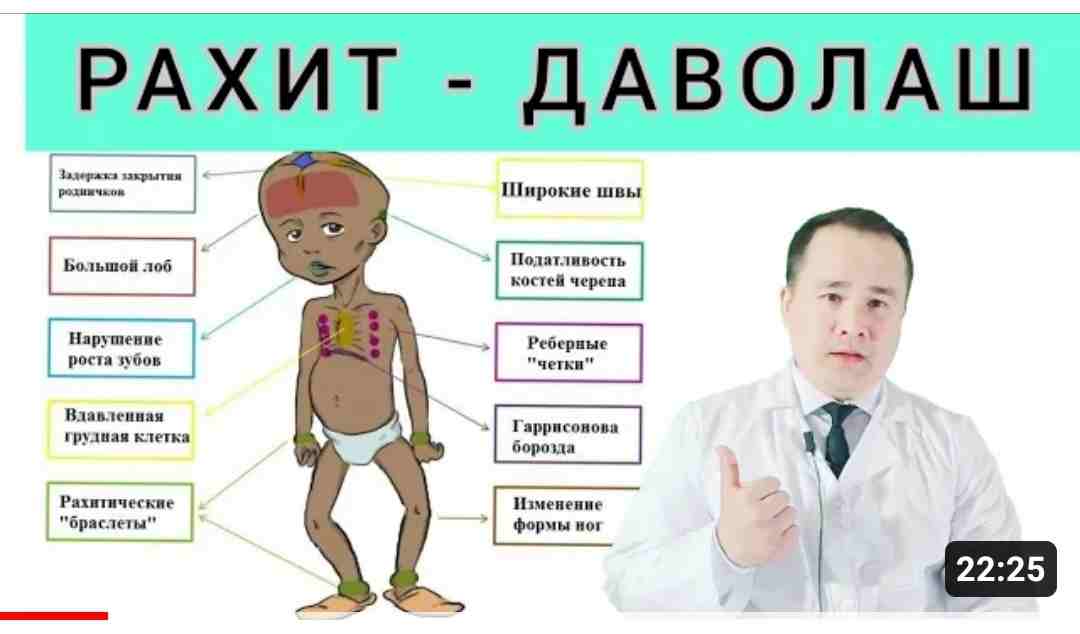 РАХИТ - ДАВОЛАШ
Задержка закрытия
родничков
Большой лоб
Нарушение
роста зубов
Вдавленная
грудная клетка
Рахитические
"браслеты"
Широкие швы
Податливость
костей черепа
Реберные
"четки"
Гаррисонова
борозда
Изменение
формы ног
22:25